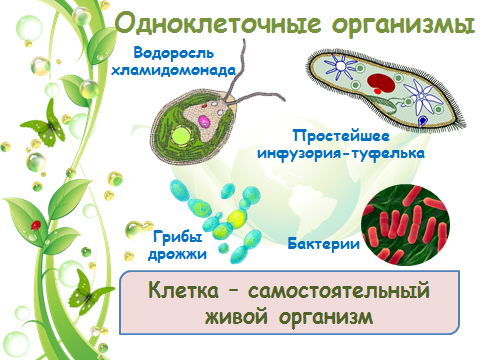 Одноклеточные организмы
Водоросль
хламидомонада
Простейшее
инфузория-туфелька
Грибы
дрожжи
Бактерии
Клетка – самостоятельный
живой организм